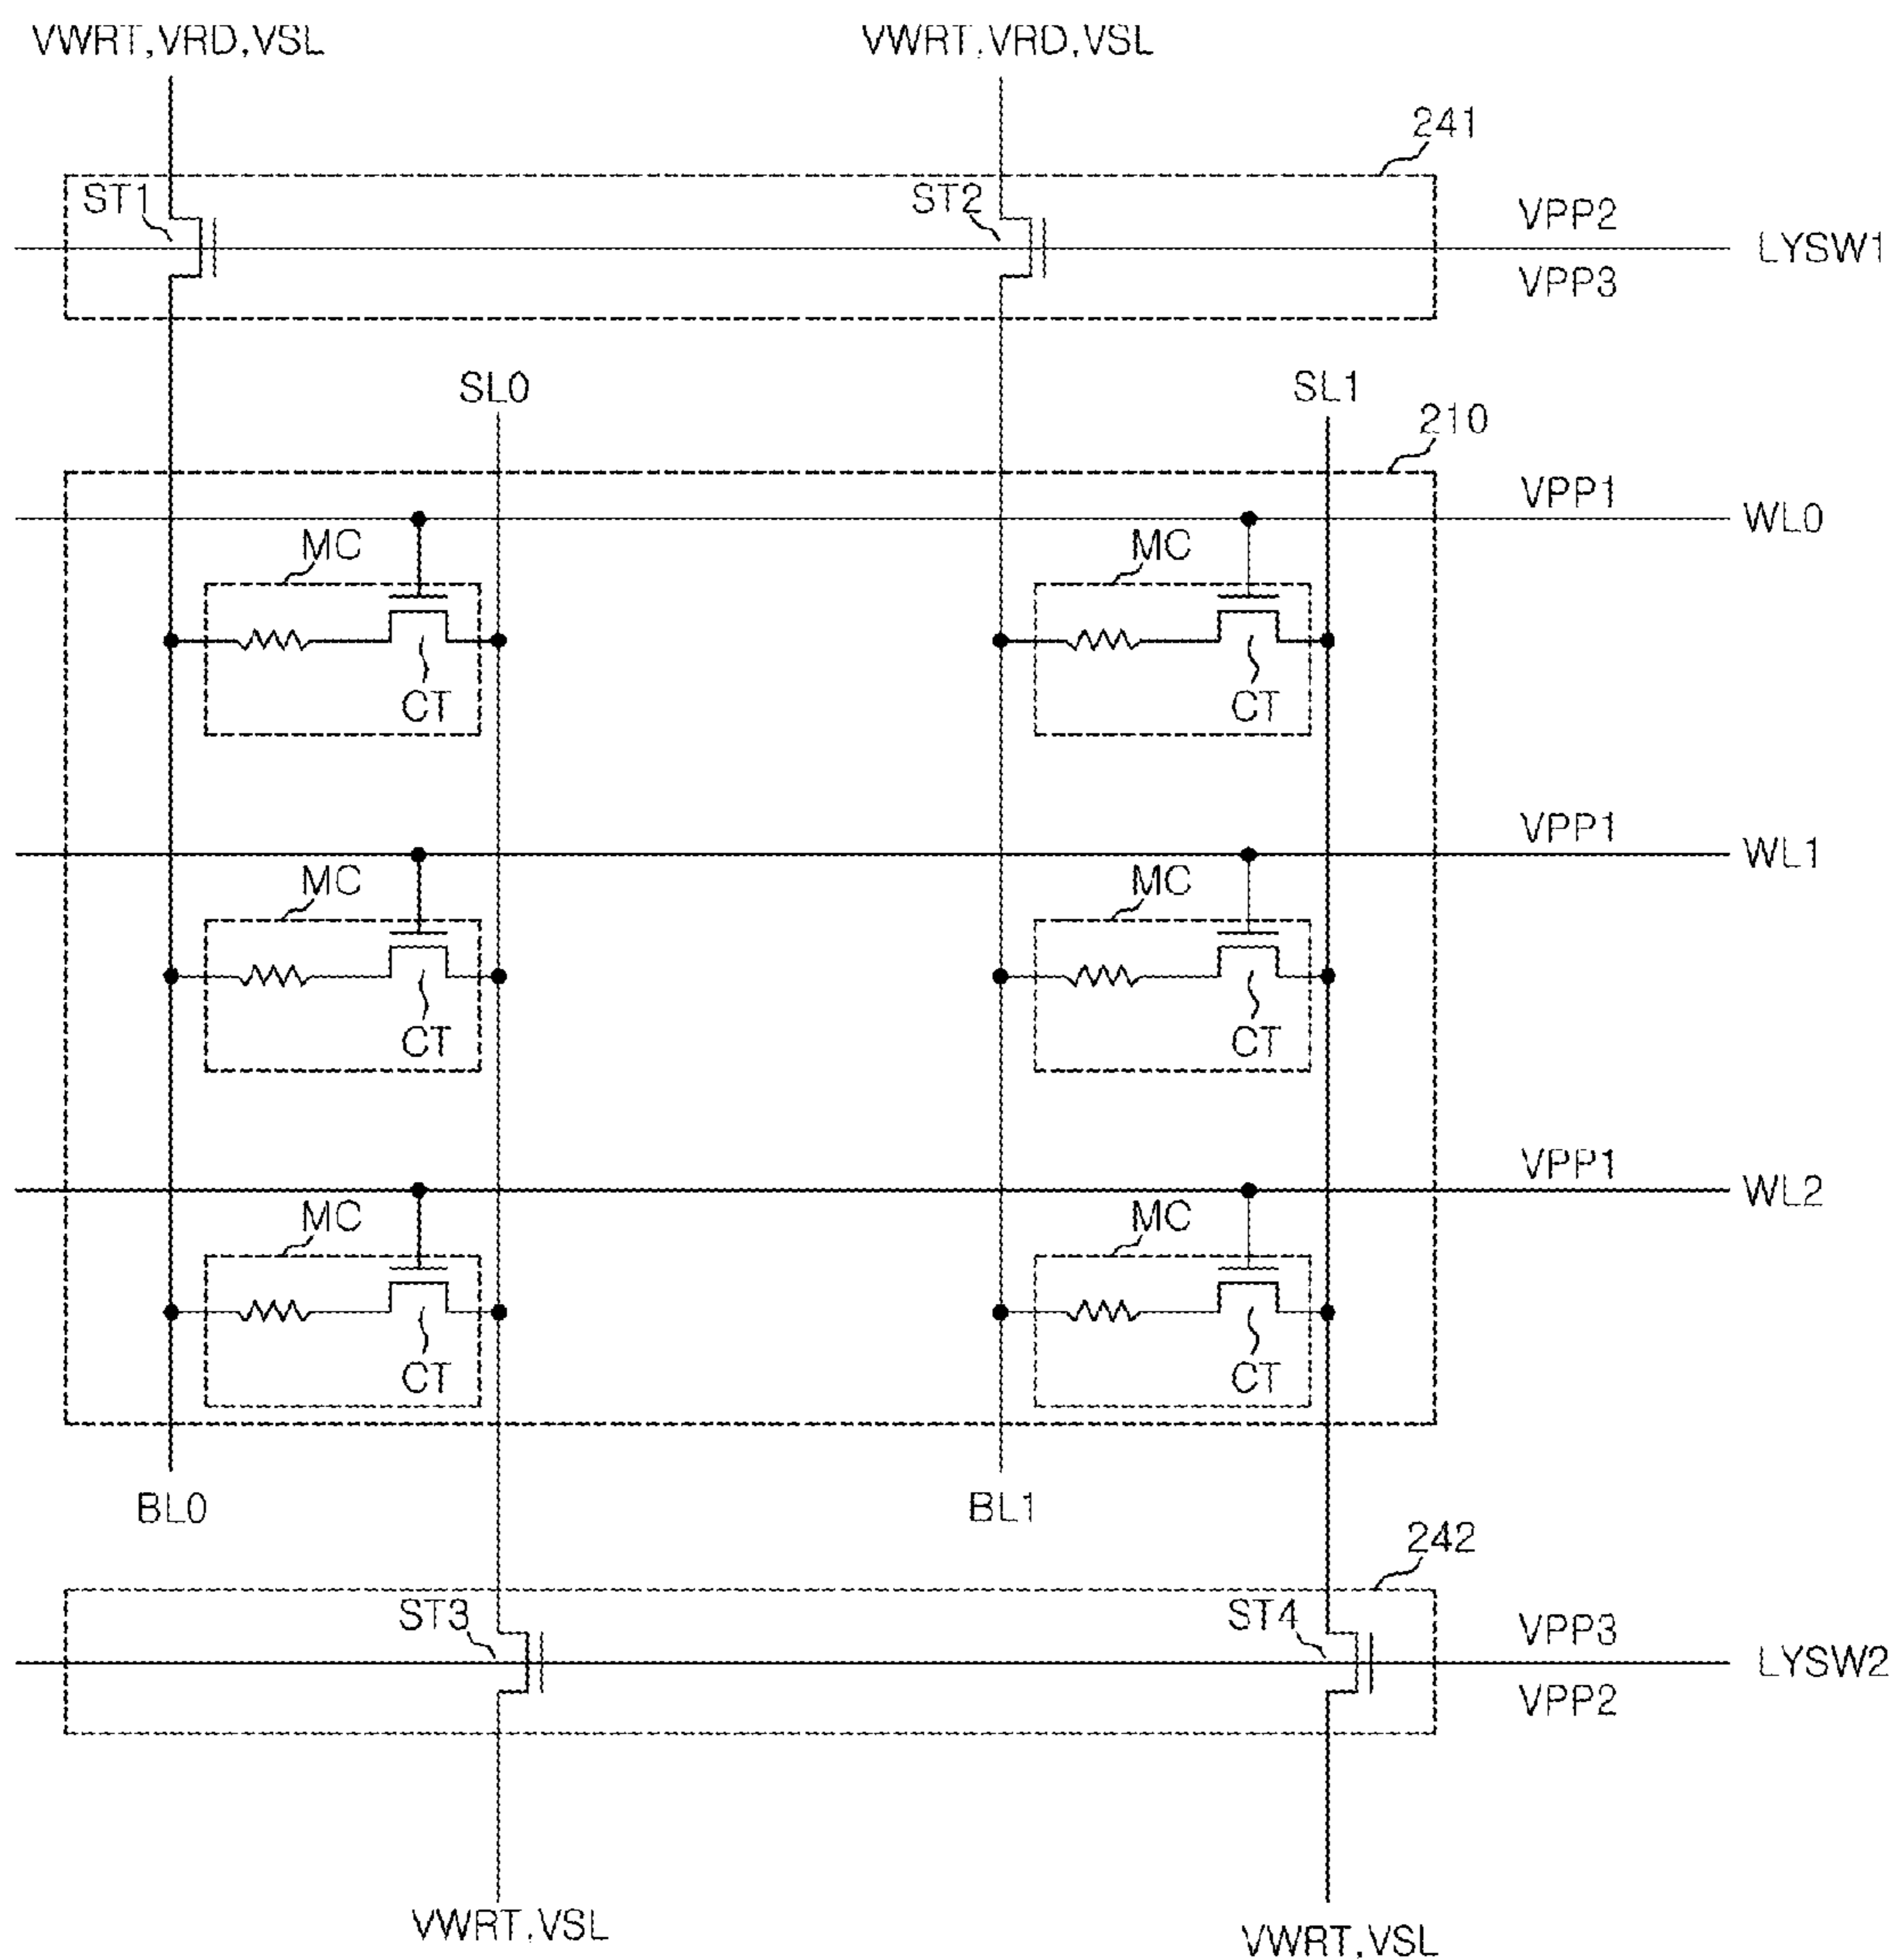 VWRT,VRD,VSL VWRT,VRD,VSL
241
ST1 ST2 VPP2
LYSW1
VPP3
SL0 SL1
210
VPP1
WL0
MC MC
CT CT
VPP1
WL1
MC MC
CT CT
VPP1
WL2
MC MC
CT CT
BL0 BL1
242
ST3 ST4 VPP3
LYSW2
VPP2
VWRT,VSL VWRT,VSL